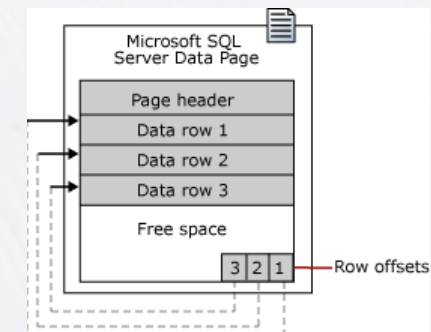 Microsoft SQL
Server Data Page
Page header
Data row 1
Data row 2
Data row 3
Free space
3 2 1 Row offsets